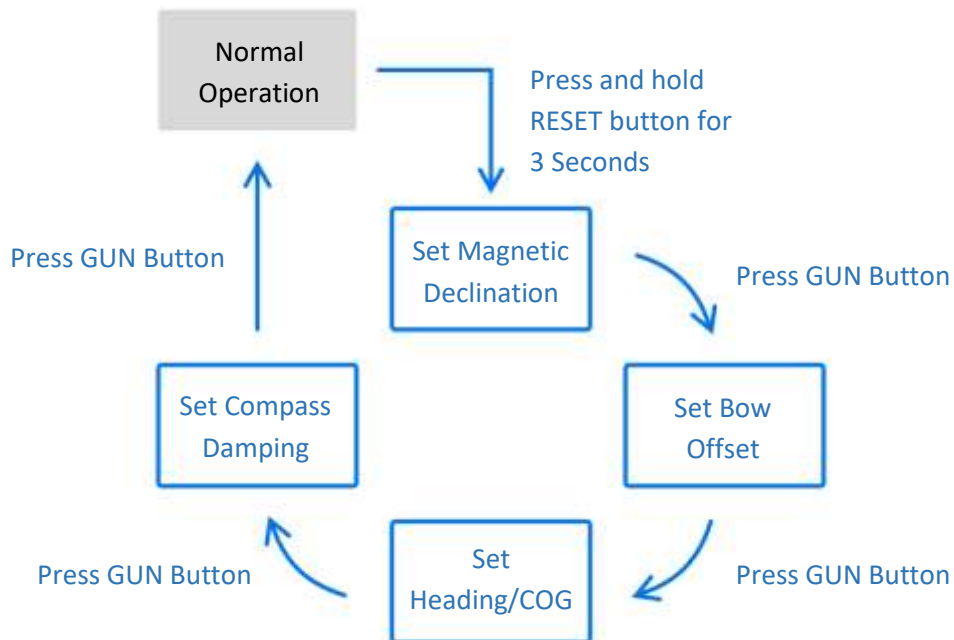 Normal
Operation
Press and hold
RESET button for
3 Seconds
Set Magnetic
Declination
Press GUN Button
Press GUN Button
Set Compass
Damping
Set Bow
Offset
Set
Heading/COG
Press GUN Button
Press GUN Button